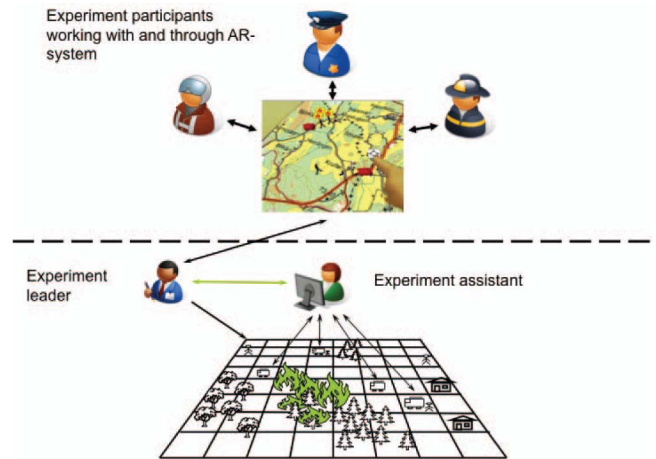 Experiment participants
working with and through AR-
system
Experiment
leader
Experiment assistant